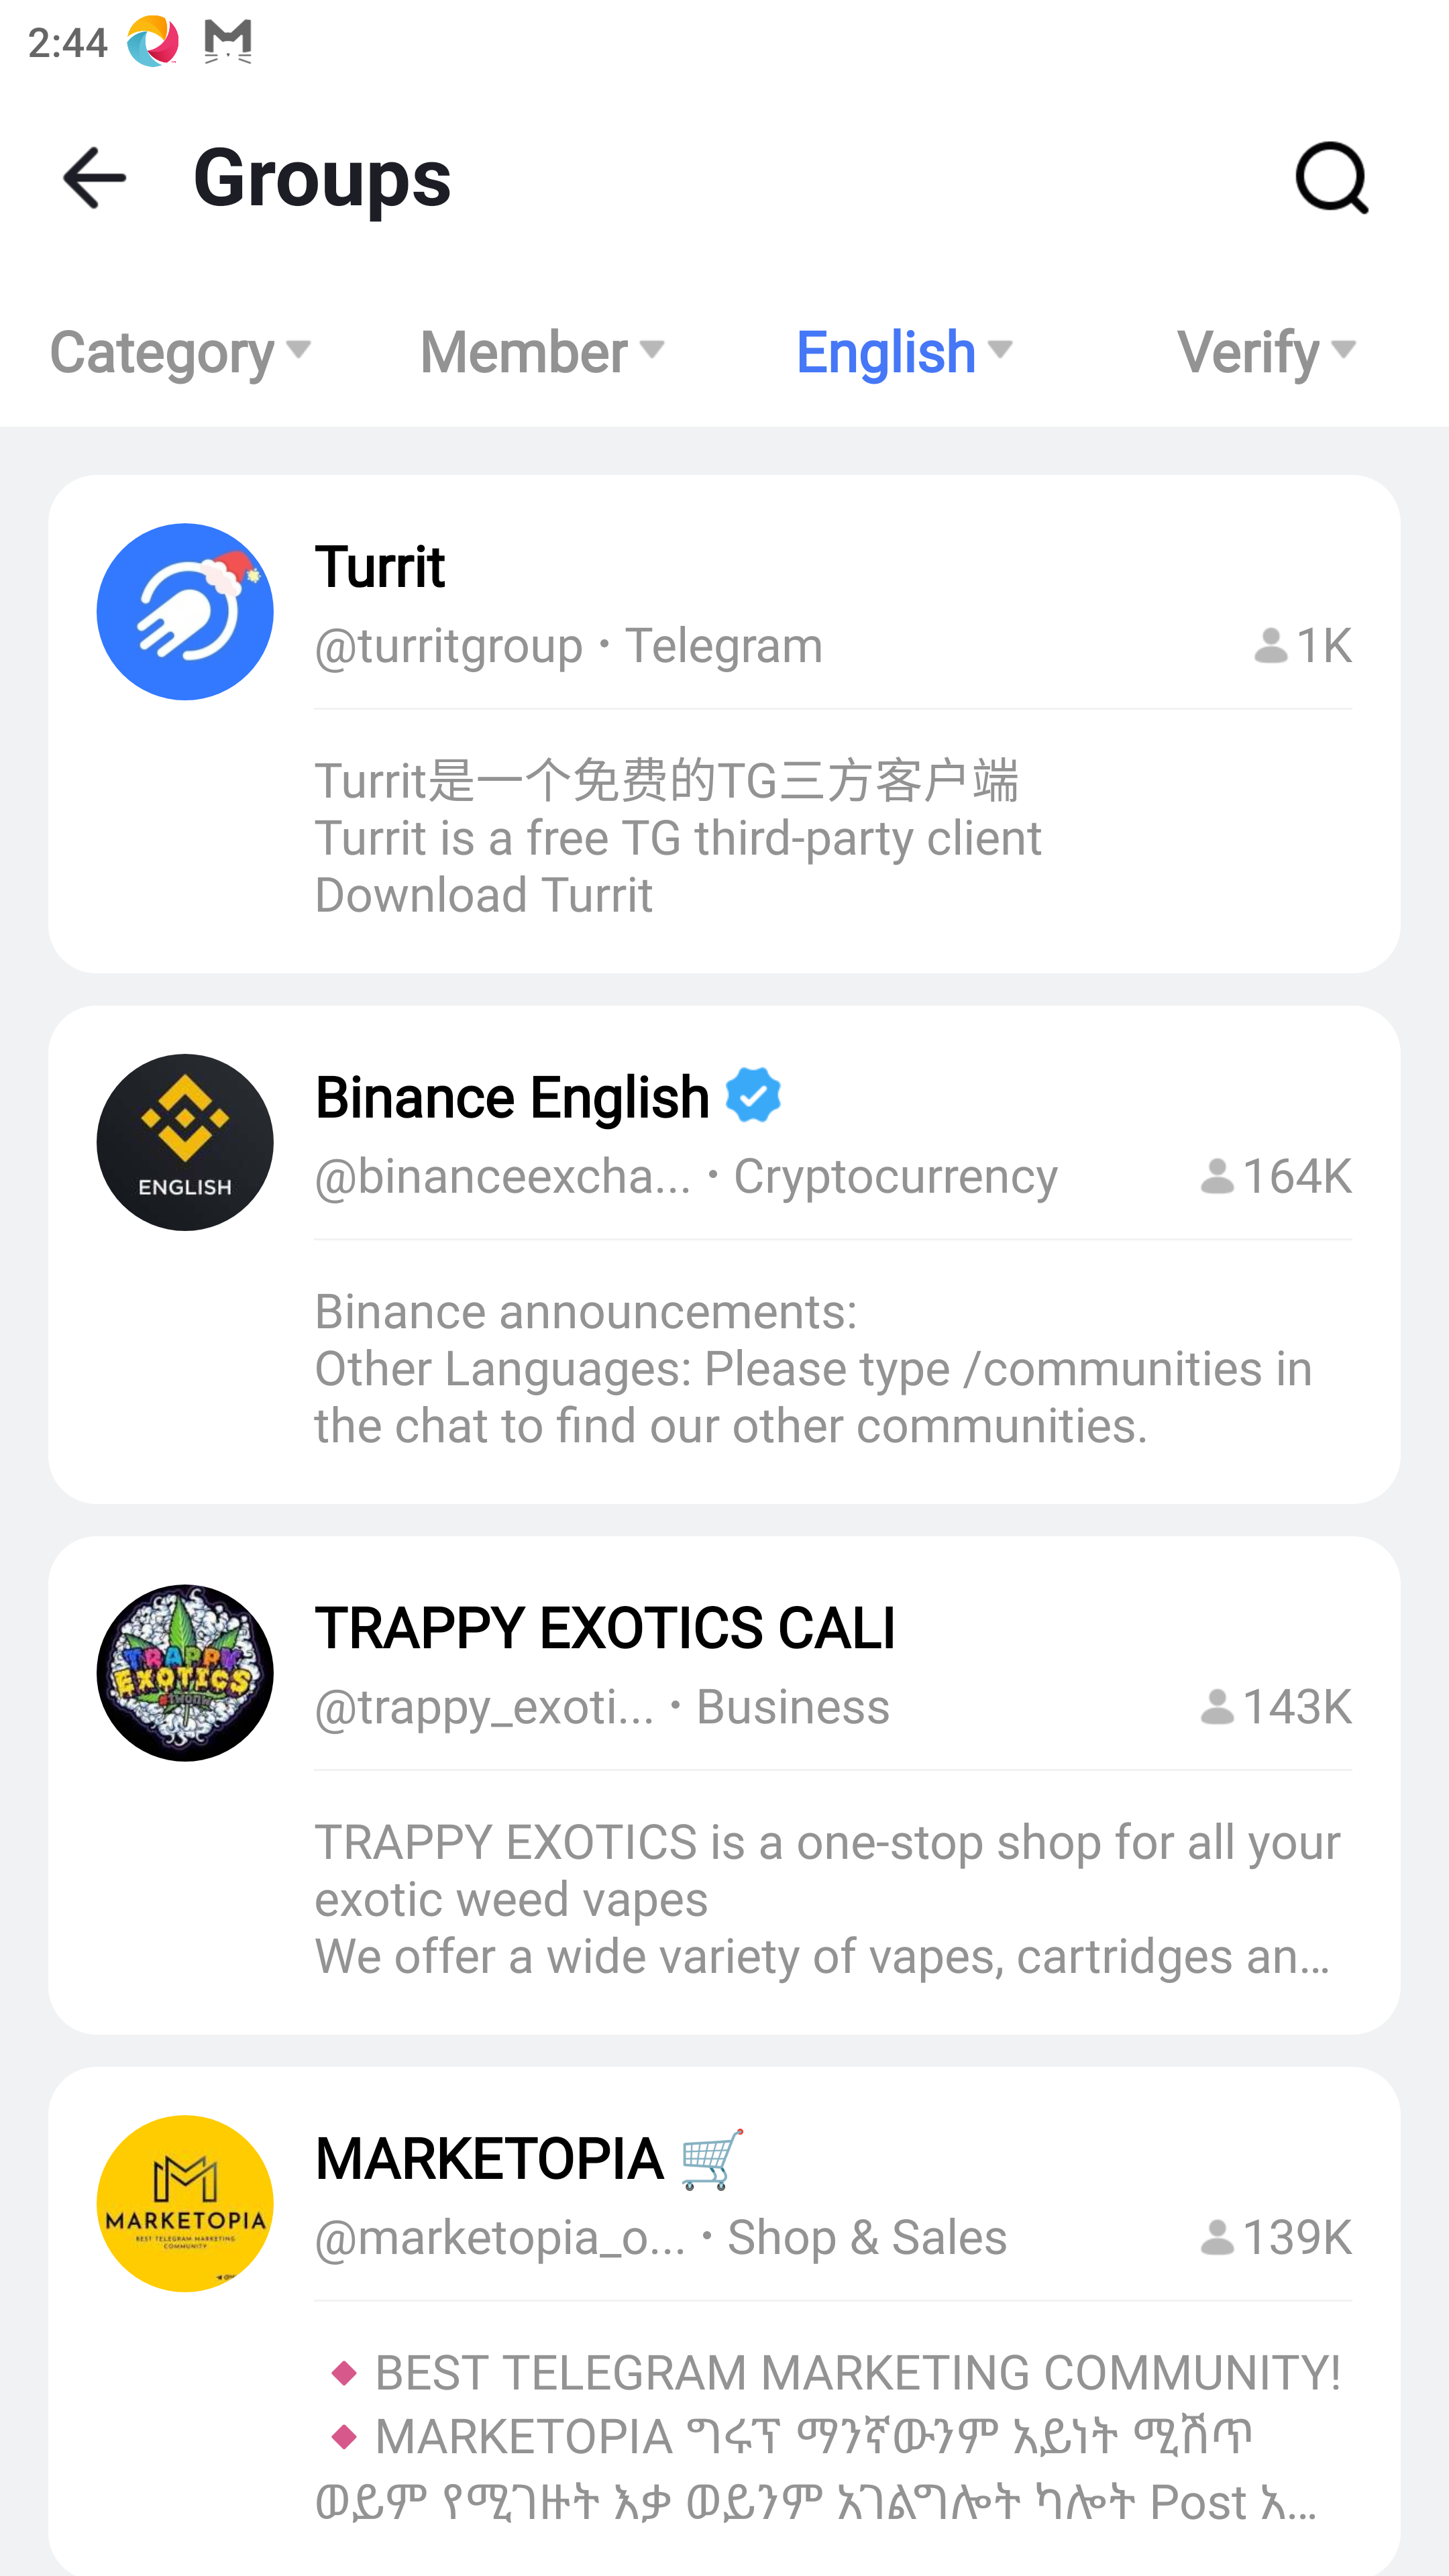 2:44
Groups
Category Member English Verify
Turrit
@turritgroup · Telegram 1K
Turrit是一个免费的TG三方客户端
Turrit is a free TG third-party client
Download Turrit
ENGLISH
Binance English
@binanceexcha... · Cryptocurrency 164K
Binance announcements:
Other Languages: Please type /communities in
the chat to find our other communities.
TRAPPY
EXOTICS
TRAPPY EXOTICS CALI
@trappy_exoti... · Business 143K
TRAPPY EXOTICS is a one-stop shop for all your
exotic weed vapes
We offer a wide variety of vapes, cartridges an...
MARKETOPIA
BEST TELEGRAM MARKETING
COMMUNITY
MARKETOPIA 🛒
@marketopia_o... · Shop & Sales 139K
🔸 BEST TELEGRAM MARKETING COMMUNITY!
🔸 MARKETOPIA ግሩፕ ማንኛውንም አይነት ሚሸጥ
ወይም የሚገዙት እቃ ወይንም አገልግሎት ካሎት Post አ...